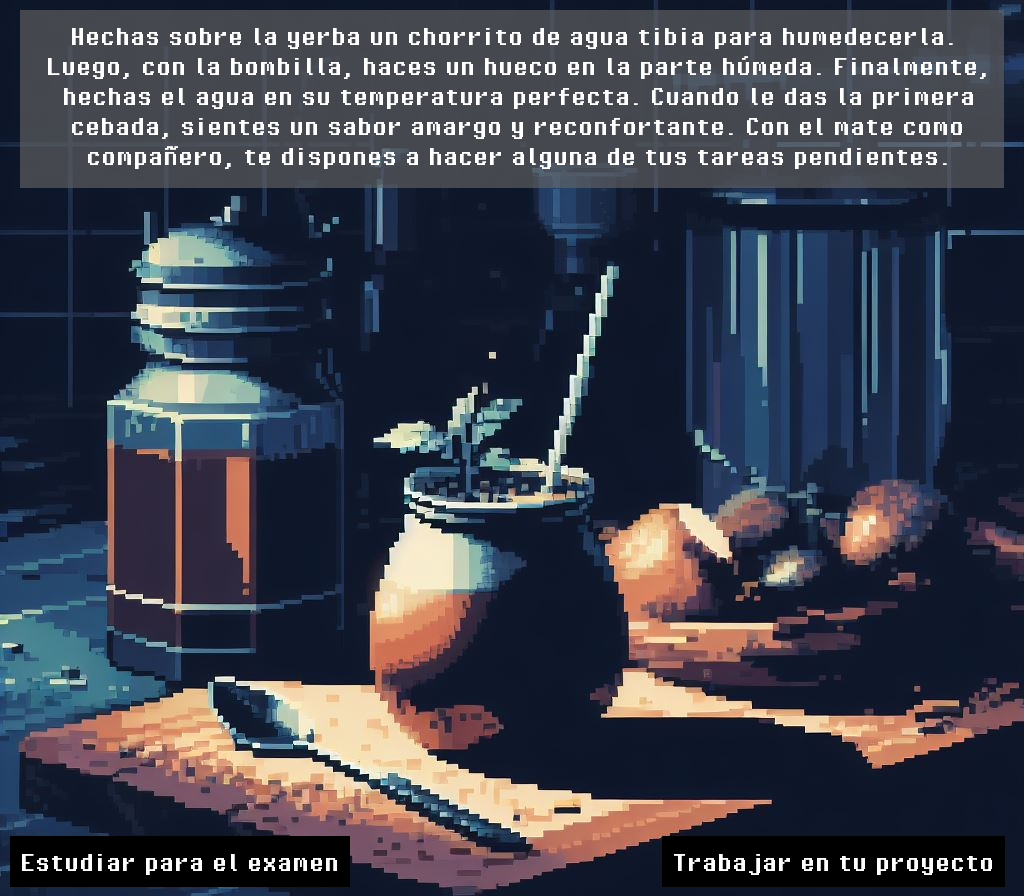 Hechas sobre la yerba un chorrito de agua tibia para humedecerla.
Luego, con la bombilla, haces un hueco en la parte húmeda. Finalmente,
hechas el agua en su temperatura perfecta. Cuando le das la primera
cebada, sientes un sabor amargo y reconfortante. Con el mate como
compañero, te dispones a hacer alguna de tus tareas pendientes.
Estudiar para el examen
Trabajar en tu proyecto